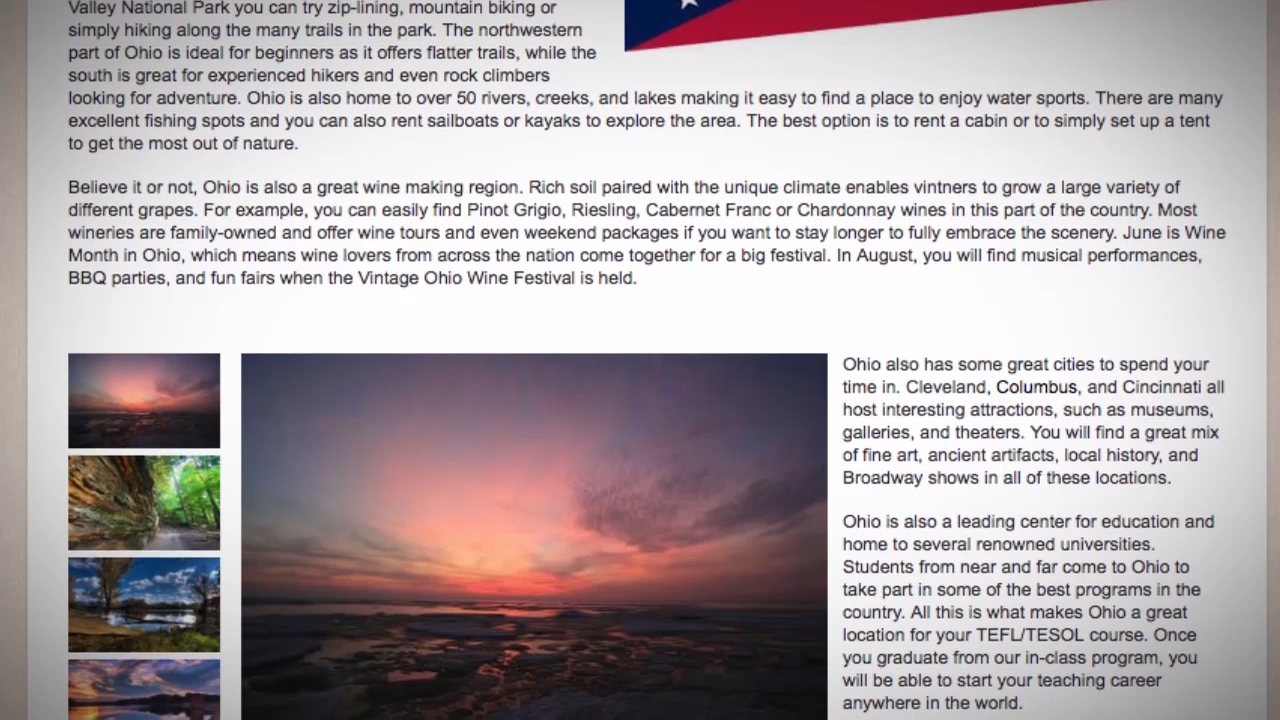 Valley National Park you can try zip-lining, mountain biking or
simply hiking along the many trails in the park. The northwestern
part of Ohio is ideal for beginners as it offers flatter trails, while the
south is great for experienced hikers and even rock climbers
looking for adventure. Ohio is also home to over 50 rivers, creeks, and lakes making it easy to find a place to enjoy water sports. There are many
excellent fishing spots and you can also rent sailboats or kayaks to explore the area. The best option is to rent a cabin or to simply set up a tent
to get the most out of nature.
Believe it or not, Ohio is also a great wine making region. Rich soil paired with the unique climate enables vintners to grow a large variety of
different grapes. For example, you can easily find Pinot Grigio, Riesling, Cabernet Franc or Chardonnay wines in this part of the country. Most
wineries are family-owned and offer wine tours and even weekend packages if you want to stay longer to fully embrace the scenery. June is Wine
Month in Ohio, which means wine lovers from across the nation come together for a big festival. In August, you will find musical performances,
BBQ parties, and fun fairs when the Vintage Ohio Wine Festival is held.
Ohio also has some great cities to spend your
time in. Cleveland, Columbus, and Cincinnati all
host interesting attractions, such as museums,
galleries, and theaters. You will find a great mix
of fine art, ancient artifacts, local history, and
Broadway shows in all of these locations.
Ohio is also a leading center for education and
home to several renowned universities.
Students from near and far come to Ohio to
take part in some of the best programs in the
country. All this is what makes Ohio a great
location for your TEFL/TESOL course. Once
you graduate from our in-class program, you
will be able to start your teaching career
anywhere in the world.